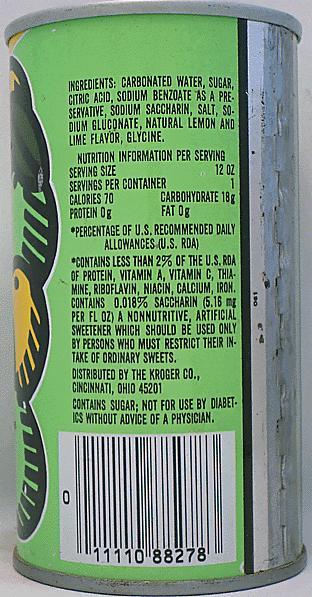 INGREDIENTS: CARBONATED WATER, SUGAR,
CITRIC ACID, SODIUM BENZOATE AS A PRE-
SERVATIVE, SODIUM SACCHARIN, SALT, SO-
DIUM GLUCONATE, NATURAL LEMON AND
LIME FLAVOR, GLYCINE.
NUTRITION INFORMATION PER SERVING
SERVING SIZE 12 OZ
SERVINGS PER CONTAINER 1
CALORIES 70 CARBOHYDRATE 18g
PROTEIN 0g FAT 0g
*PERCENTAGE OF U.S. RECOMMENDED DAILY
ALLOWANCES (U.S. RDA)
*CONTAINS LESS THAN 2% OF THE U.S. RDA
OF PROTEIN, VITAMIN A, VITAMIN C, THIA-
MINE, RIBOFLAVIN, NIACIN, CALCIUM, IRON.
CONTAINS 0.018% SACCHARIN (5.16 mg
PER FL OZ) A NONNUTRITIVE, ARTIFICIAL
SWEETENER WHICH SHOULD BE USED ONLY
BY PERSONS WHO MUST RESTRICT THEIR IN-
TAKE OF ORDINARY SWEETS.
DISTRIBUTED BY THE KROGER CO.,
CINCINNATI, OHIO 45201
CONTAINS SUGAR; NOT FOR USE BY DIABET-
ICS WITHOUT ADVICE OF A PHYSICIAN.
0
11110 88278